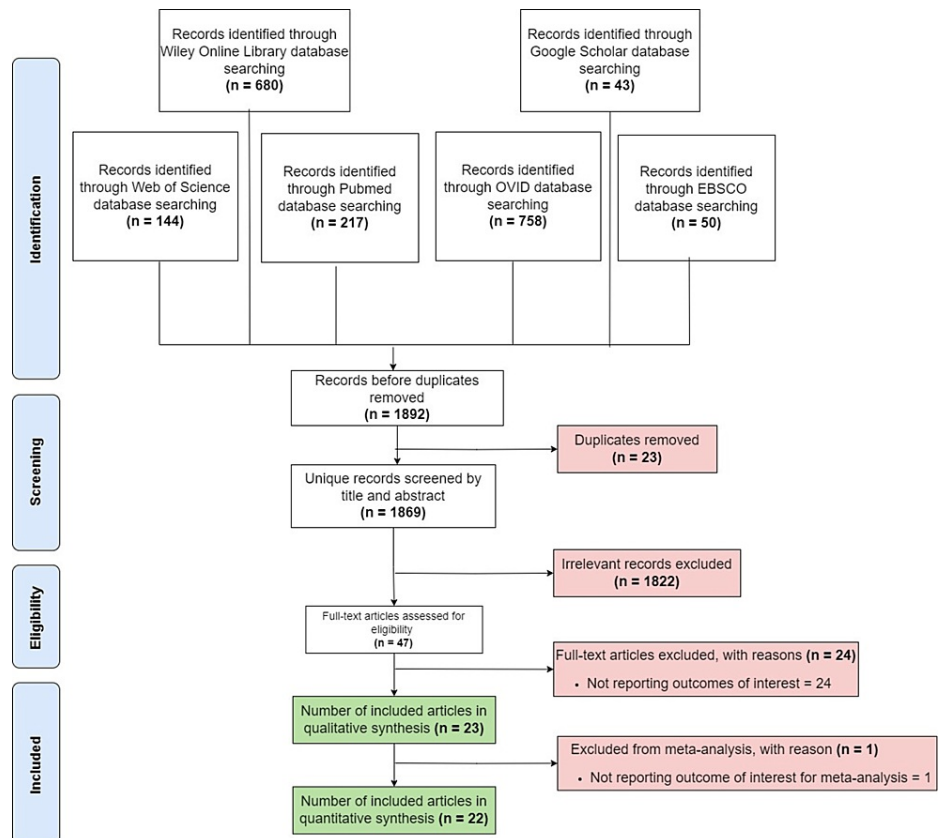 Records identified through
Wiley Online Library database
searching
(n = 680)
Records identified through
Google Scholar database
searching
(n = 43)
Identification
Records identified
through Web of Science
database searching
(n = 144)
Records identified
through Pubmed
database searching
(n = 217)
Records identified
through OVID database
searching
(n = 758)
Records identified
through EBSCO
database searching
(n = 50)
Records before duplicates
removed
(n = 1892)
Screening
Duplicates removed
(n = 23)
Unique records screened by
title and abstract
(n = 1869)
Irrelevant records excluded
(n = 1822)
Eligibility
Full-text articles assessed for
eligibility
(n = 47)
Full-text articles excluded, with reasons (n = 24)
• Not reporting outcomes of interest = 24
Included
Number of included articles in
qualitative synthesis (n = 23)
Excluded from meta-analysis, with reason (n = 1)
• Not reporting outcome of interest for meta-analysis = 1
Number of included articles in
quantitative synthesis
(n = 22)